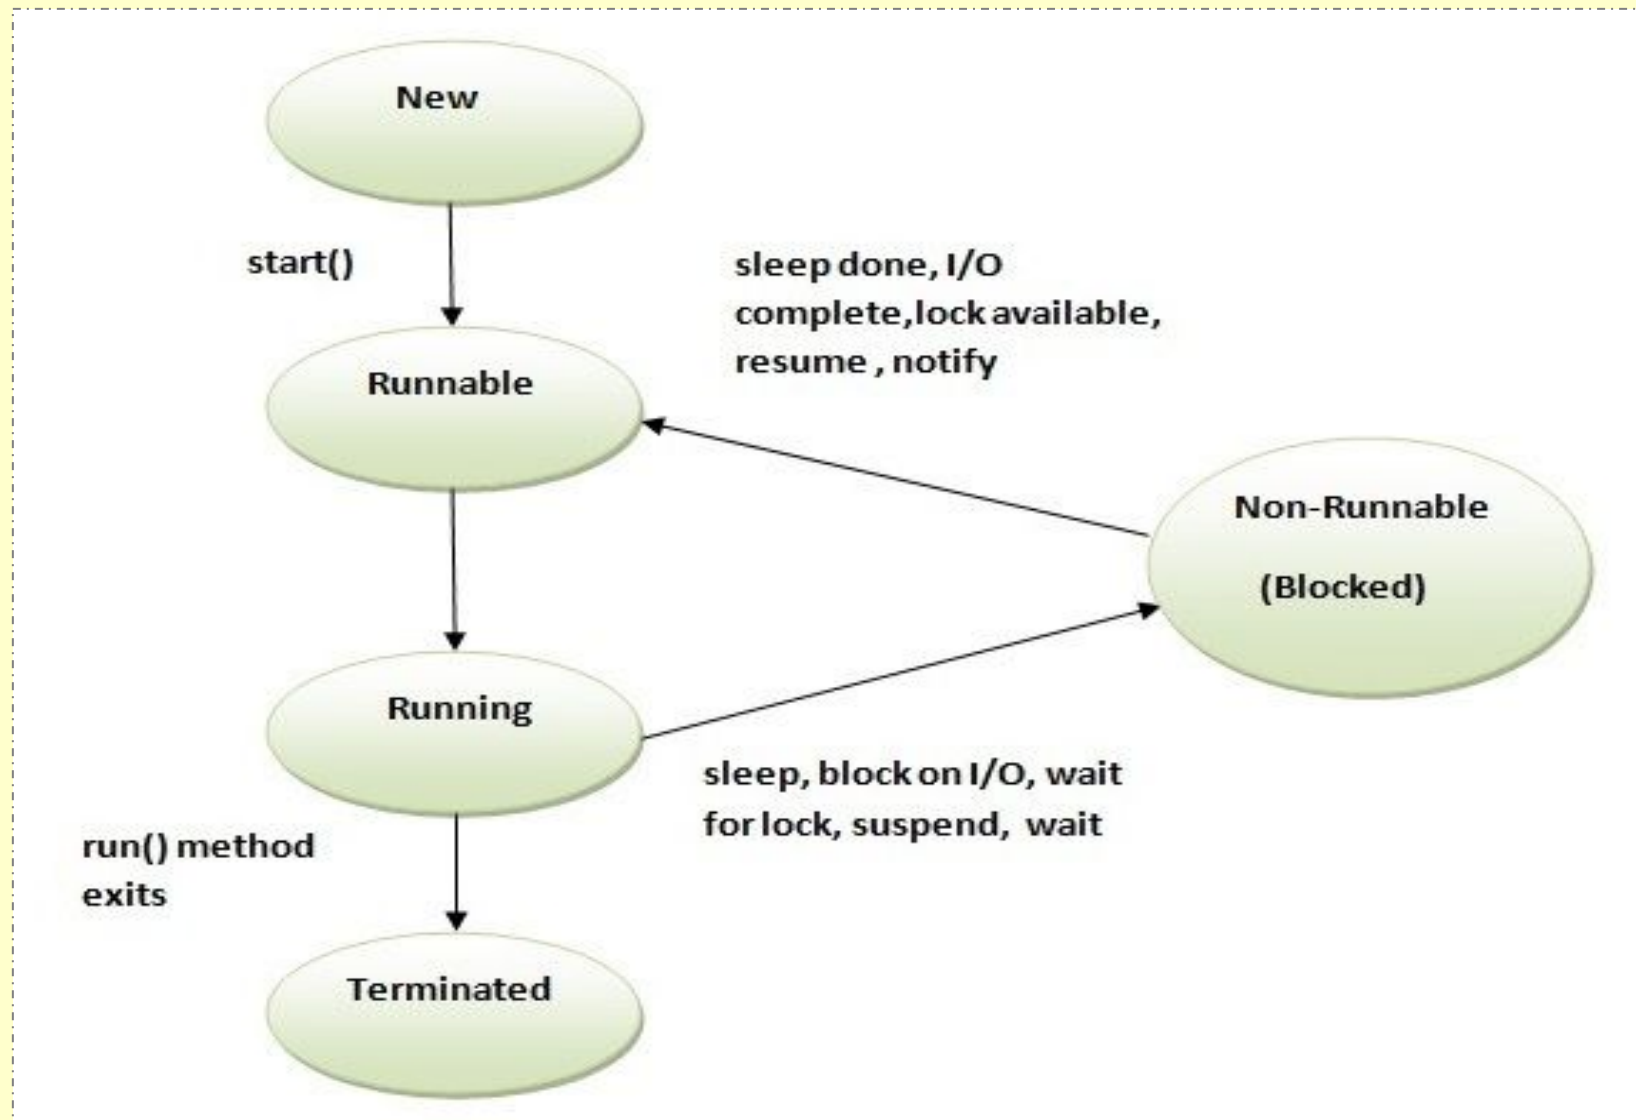 New
start()
sleep done, I/O
complete,lock available,
resume , notify
Runnable
Non-Runnable
(Blocked)
Running
sleep, block on I/O, wait
for lock, suspend, wait
run() method
exits
Terminated